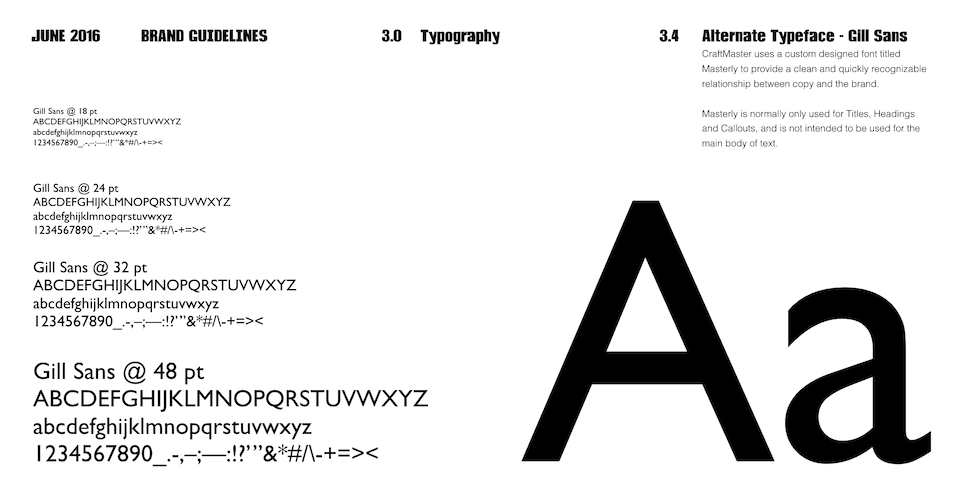 JUNE 2016 BRAND GUIDELINES 3.0 Typography 3.4 Alternate Typeface - Gill Sans
CraftMaster uses a custom designed font titled
Masterly to provide a clean and quickly recognizable
relationship between copy and the brand.
Masterly is normally only used for Titles, Headings
and Callouts, and is not intended to be used for the
main body of text.
Gill Sans @ 18 pt
ABCDEFGHIJKLMNOPQRSTUVWXYZ
abcdefghijklmnopqrstuvwxyz
1234567890_.-,–;—:!?'"&*#/\-+=><
Gill Sans @ 24 pt
ABCDEFGHIJKLMNOPQRSTUVWXYZ
abcdefghijklmnopqrstuvwxyz
1234567890_.-,–;—:!?'"&*#/\-+=><
Gill Sans @ 32 pt
ABCDEFGHIJKLMNOPQRSTUVWXYZ
abcdefghijklmnopqrstuvwxyz
1234567890_.-,–;—:!?'"&*#/\-+=><
Gill Sans @ 48 pt
ABCDEFGHIJKLMNOPQRSTUVWXYZ
abcdefghijklmnopqrstuvwxyz
1234567890_.-,–;—:!?'"&*#/\-+=><
Aa